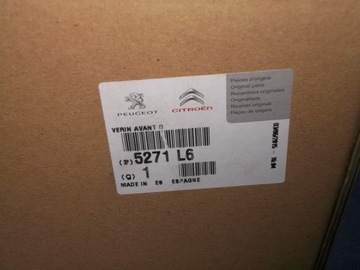 PEUGEOT
CITROËN
Pièces d'origine
Original parts
Recambios originales
Originalteile
Ricambi originali
Peças de origem
VERIN AVANT D
(P) 5271 L6
(Q) 1
MADE IN ES ESPAGNE